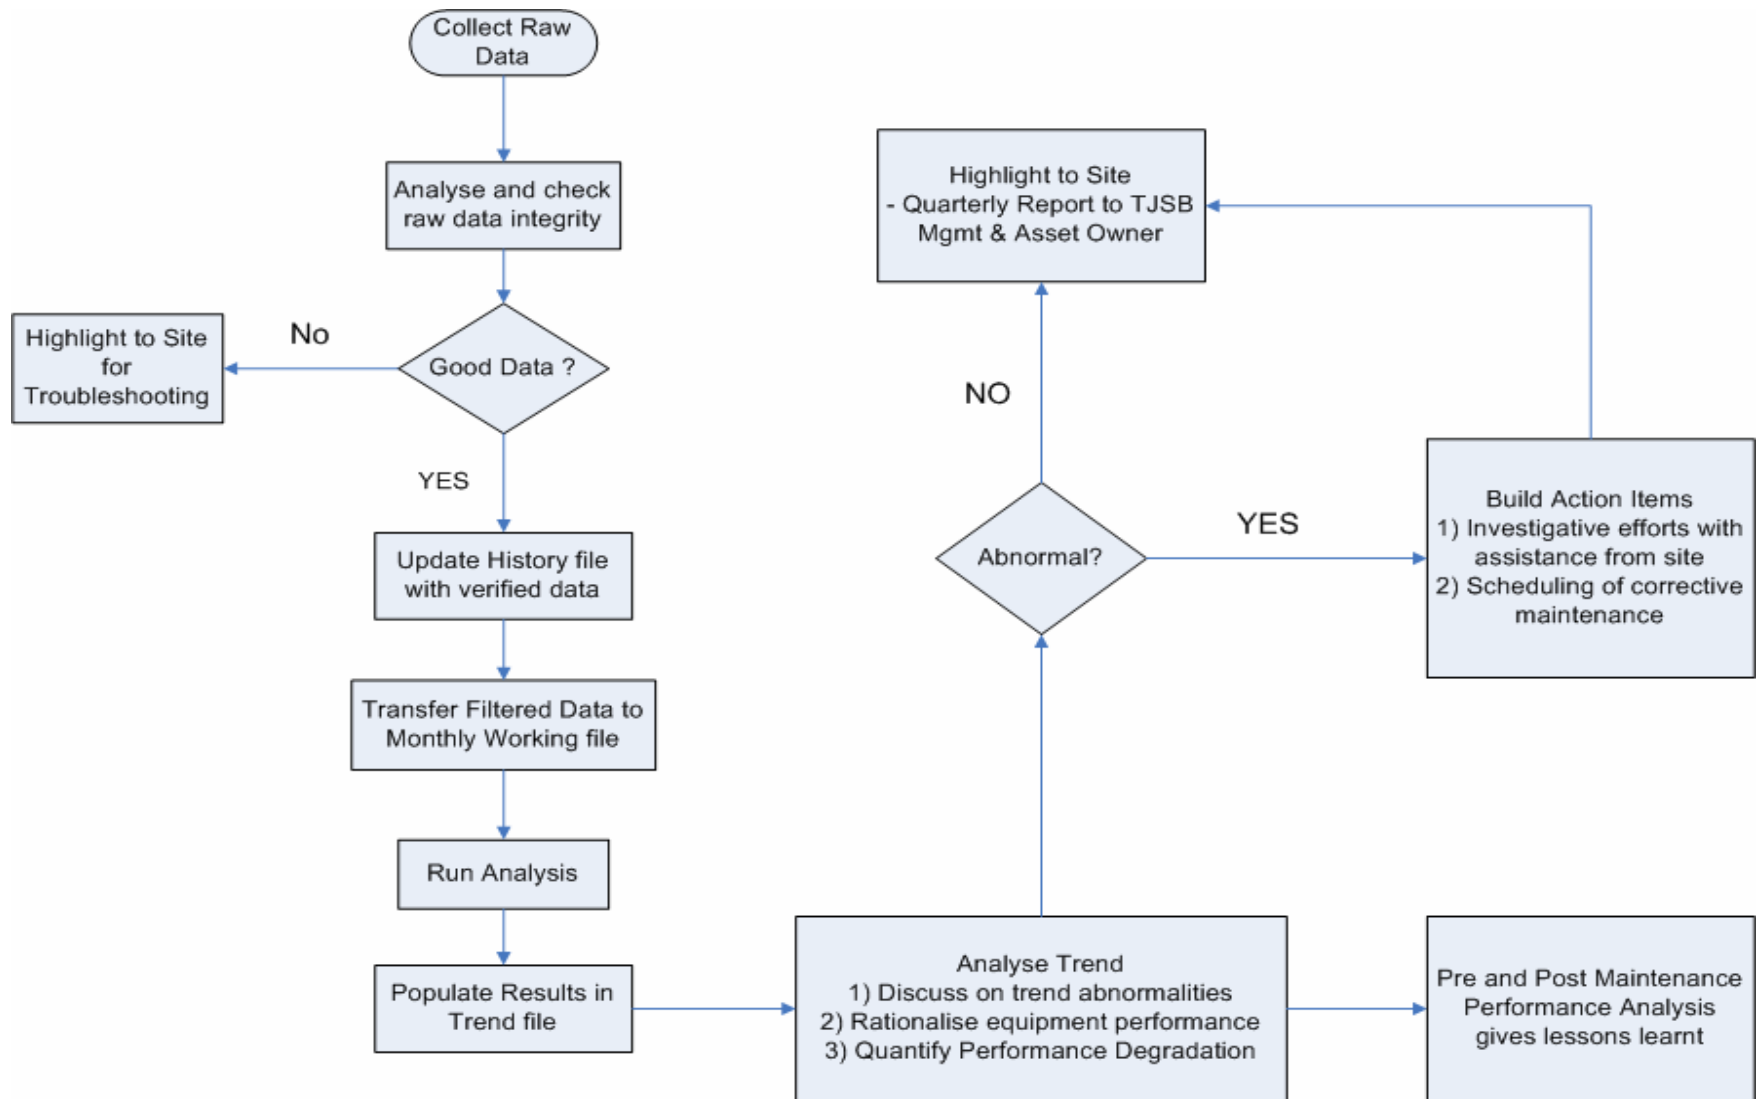 Collect Raw
Data
Analyse and check
raw data integrity
Good Data ?
No
Highlight to Site
for
Troubleshooting
YES
Update History file
with verified data
Transfer Filtered Data to
Monthly Working file
Run Analysis
Populate Results in
Trend file
Analyse Trend
1) Discuss on trend abnormalities
2) Rationalise equipment performance
3) Quantify Performance Degradation
Pre and Post Maintenance
Performance Analysis
gives lessons learnt
Abnormal?
YES
Build Action Items
1) Investigative efforts with
assistance from site
2) Scheduling of corrective
maintenance
NO
Highlight to Site
- Quarterly Report to TJSB
Mgmt & Asset Owner